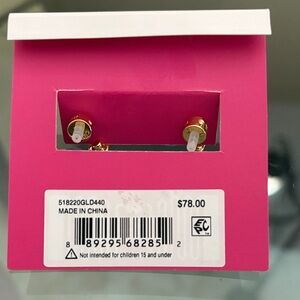 518220GLD440
MADE IN CHINA
$78.00
8 89295 68285 2
Not intended for children 15 and under